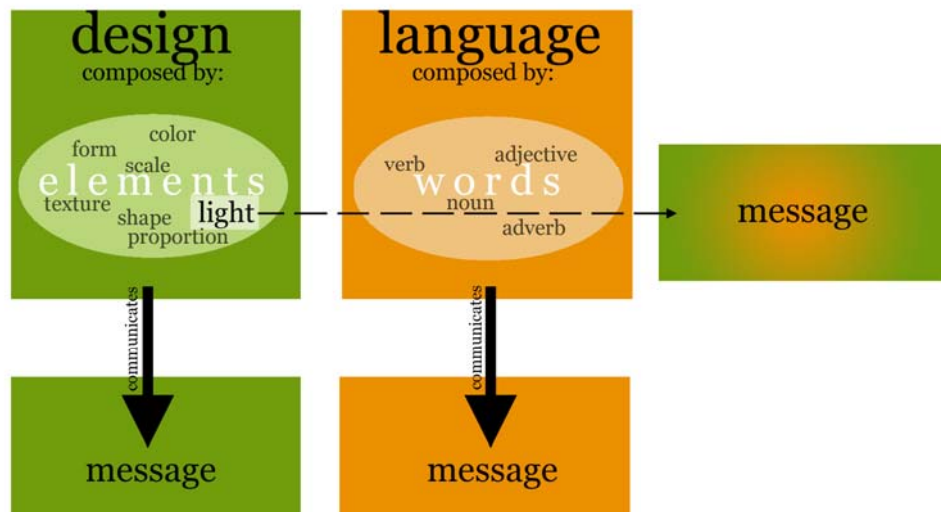 design
composed by:
color
form
scale
elements
texture
shape
light
proportion
communicates
message
language
composed by:
verb
adjective
words
noun
adverb
communicates
message
message